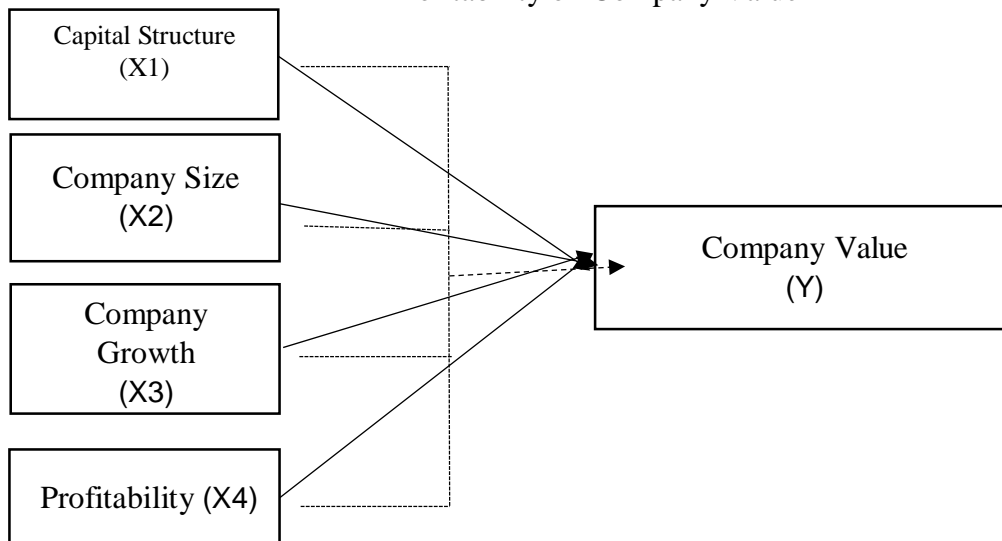 Capital Structure
(X1)
Company Size
(X2)
Company Value
(Y)
Company
Growth
(X3)
Profitability (X4)